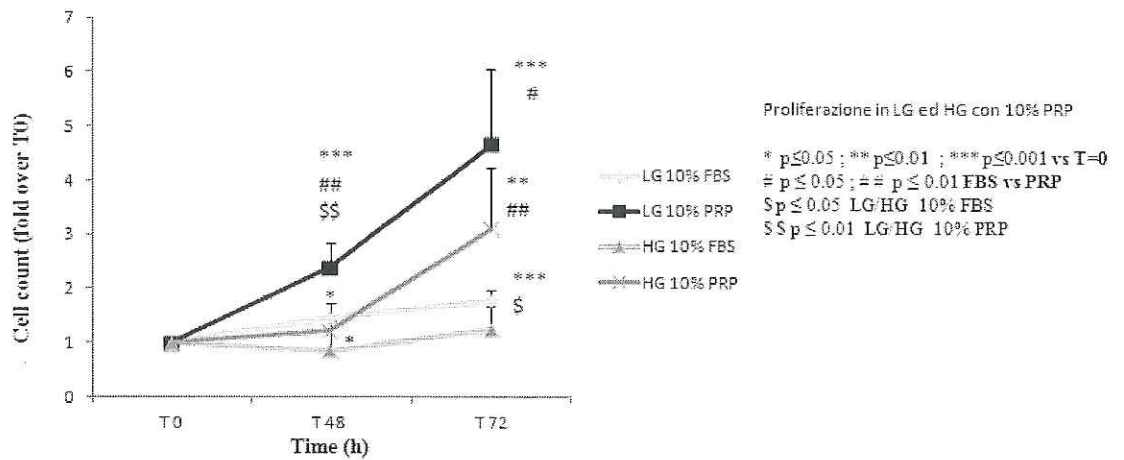 7
6
5
4
3
2
1
0
Cell count (fold over T0)
T0
T48
T72
Time (h)
***
##
$$
*
*
***
#
**
##
***
$
LG 10% FBS
LG 10% PRP
HG 10% FBS
HG 10% PRP
Proliferazione in LG ed HG con 10% PRP
* p≤0.05 ; ** p≤0.01 ; *** p≤0.001 vs T=0
# p ≤ 0.05 ; # # p ≤ 0.01 FBS vs PRP
$ p ≤ 0.05 LG/HG 10% FBS
$ $ p ≤ 0.01 LG/HG 10% PRP